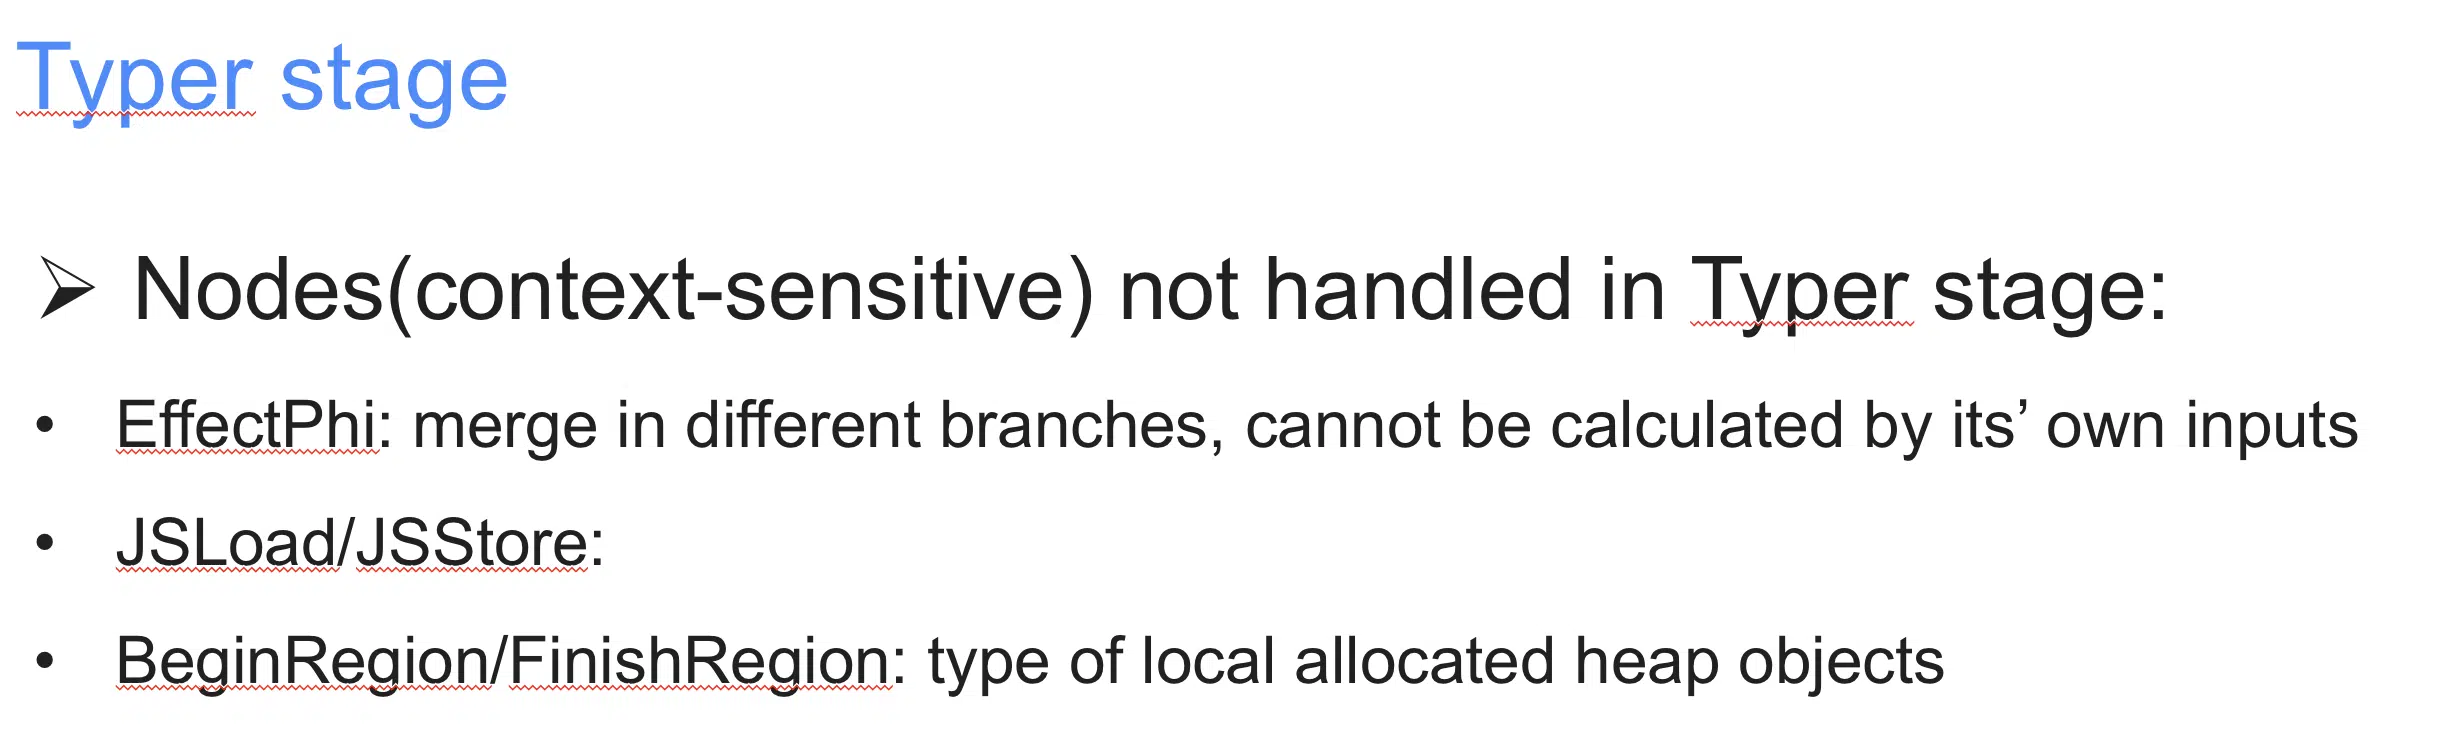 Typer stage
➢ Nodes(context-sensitive) not handled in Typer stage:
• EffectPhi: merge in different branches, cannot be calculated by its’ own inputs
• JSLoad/JSStore:
• BeginRegion/FinishRegion: type of local allocated heap objects